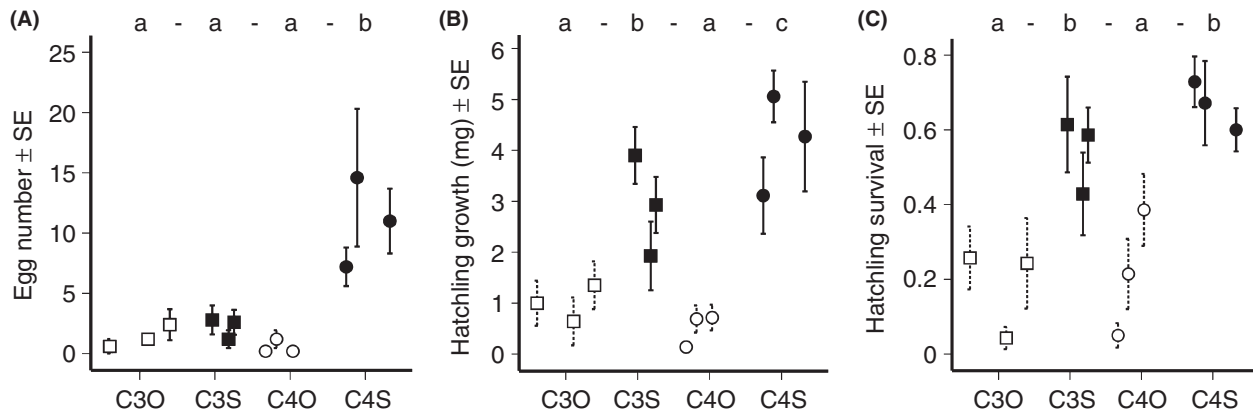 (A) a - a - a - b
Egg number ± SE
25
20
15
10
5
0
C3O C3S C4O C4S
(B) a - b - a - c
Hatchling growth (mg) ± SE
6
5
4
3
2
1
0
C3O C3S C4O C4S
(C) a - b - a - b
Hatchling survival ± SE
0.8
0.6
0.4
0.2
0
C3O C3S C4O C4S